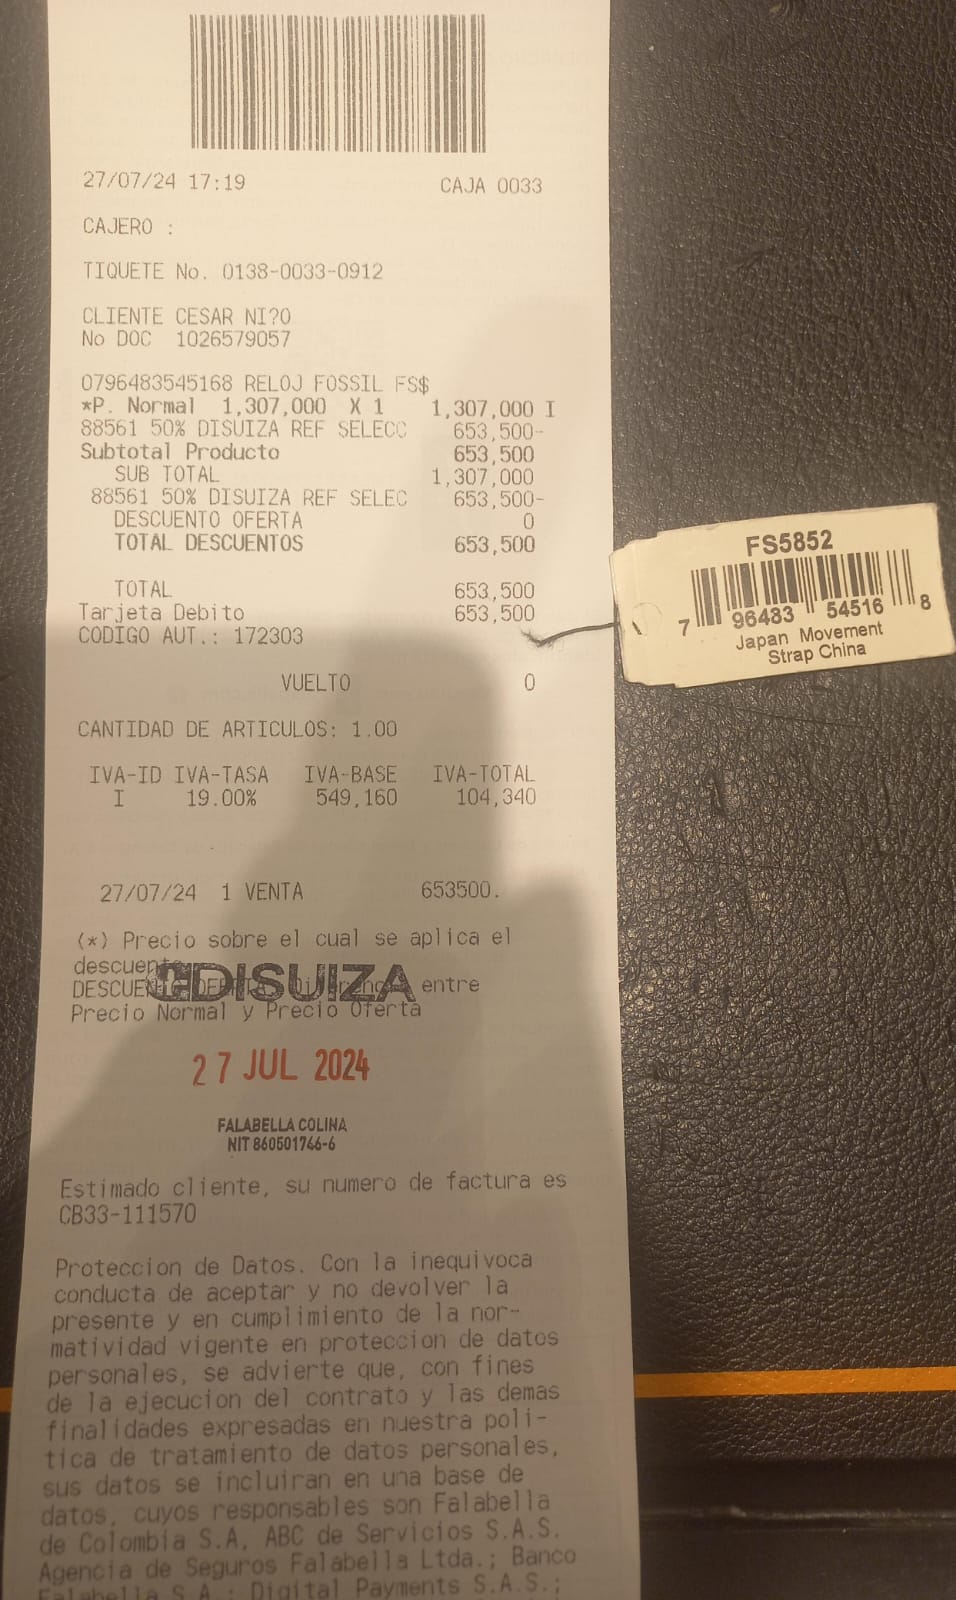 27/07/24 17:19 CAJA 0033
CAJERO :
TIQUETE No. 0138-0033-0912
CLIENTE CESAR NI?O
No DOC 1026579057
0796483545168 RELOJ FOSSIL FS$
*P. Normal 1,307,000 X 1 1,307,000 I
88561 50% DISUIZA REF SELECC 653,500-
Subtotal Producto 653,500
SUB TOTAL 1,307,000
88561 50% DISUIZA REF SELEC 653,500-
DESCUENTO OFERTA 0
TOTAL DESCUENTOS 653,500
TOTAL 653,500
Tarjeta Debito 653,500
CODIGO AUT.: 172303
VUELTO 0
CANTIDAD DE ARTICULOS: 1.00
IVA-ID IVA-TASA IVA-BASE IVA-TOTAL
I 19.00% 549,160 104,340
27/07/24 1 VENTA 653500.
(*) Precio sobre el cual se aplica el
descuento
DISUIZA
DESCUENTO OFERTA: Diferencia entre
Precio Normal y Precio Oferta
27 JUL 2024
FALABELLA COLINA
NIT 860501766-6
Estimado cliente, su numero de factura es
CB33-111570
Proteccion de Datos. Con la inequivoca
conducta de aceptar y no devolver la
presente y en cumplimiento de la nor-
matividad vigente en proteccion de datos
personales, se advierte que, con fines
de la ejecucion del contrato y las demas
finalidades expresadas en nuestra poli-
tica de tratamiento de datos personales,
sus datos se incluiran en una base de
datos, cuyos responsables son Falabella
de Colombia S.A, ABC de Servicios S.A.S.
Agencia de Seguros Falabella Ltda.; Banco
Falabella S.A.; Digital Payments S.A.S.;
FS5852
7 96483 54516 8
Japan Movement
Strap China